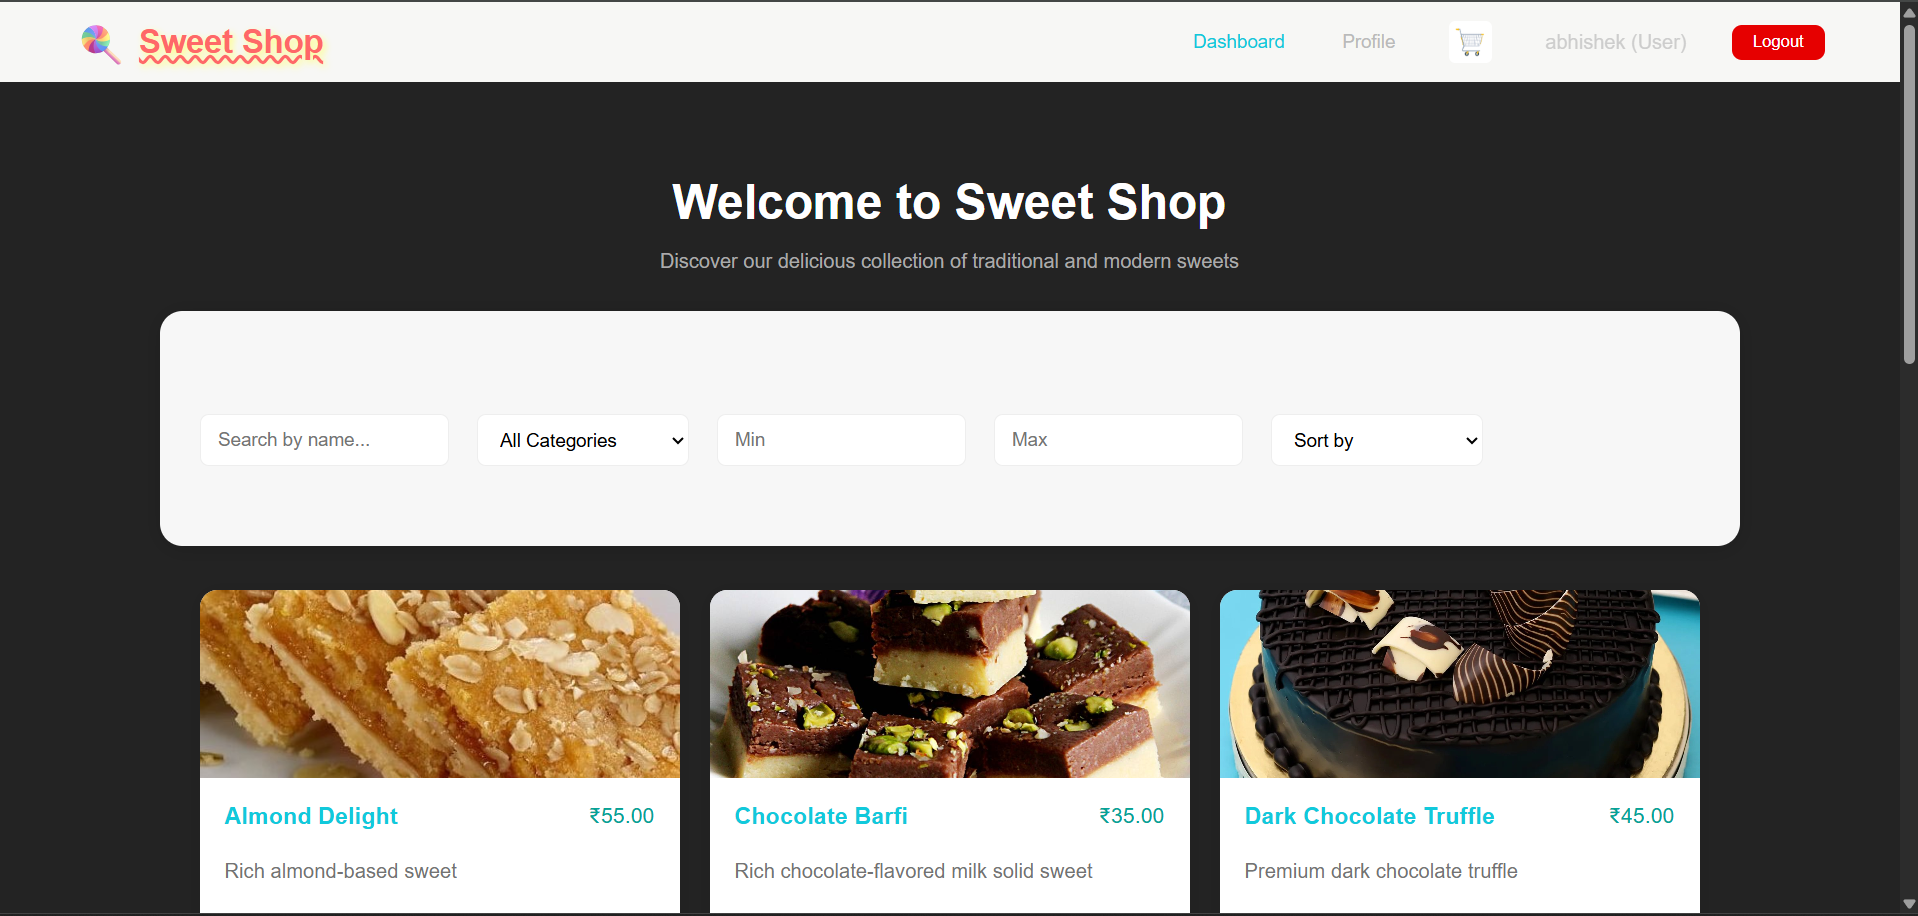 Sweet Shop
Dashboard
Profile
abhishek (User)
Logout
Welcome to Sweet Shop
Discover our delicious collection of traditional and modern sweets
Search by name...
All Categories
Min
Max
Sort by
Almond Delight
₹55.00
Rich almond-based sweet
Chocolate Barfi
₹35.00
Rich chocolate-flavored milk solid sweet
Dark Chocolate Truffle
₹45.00
Premium dark chocolate truffle